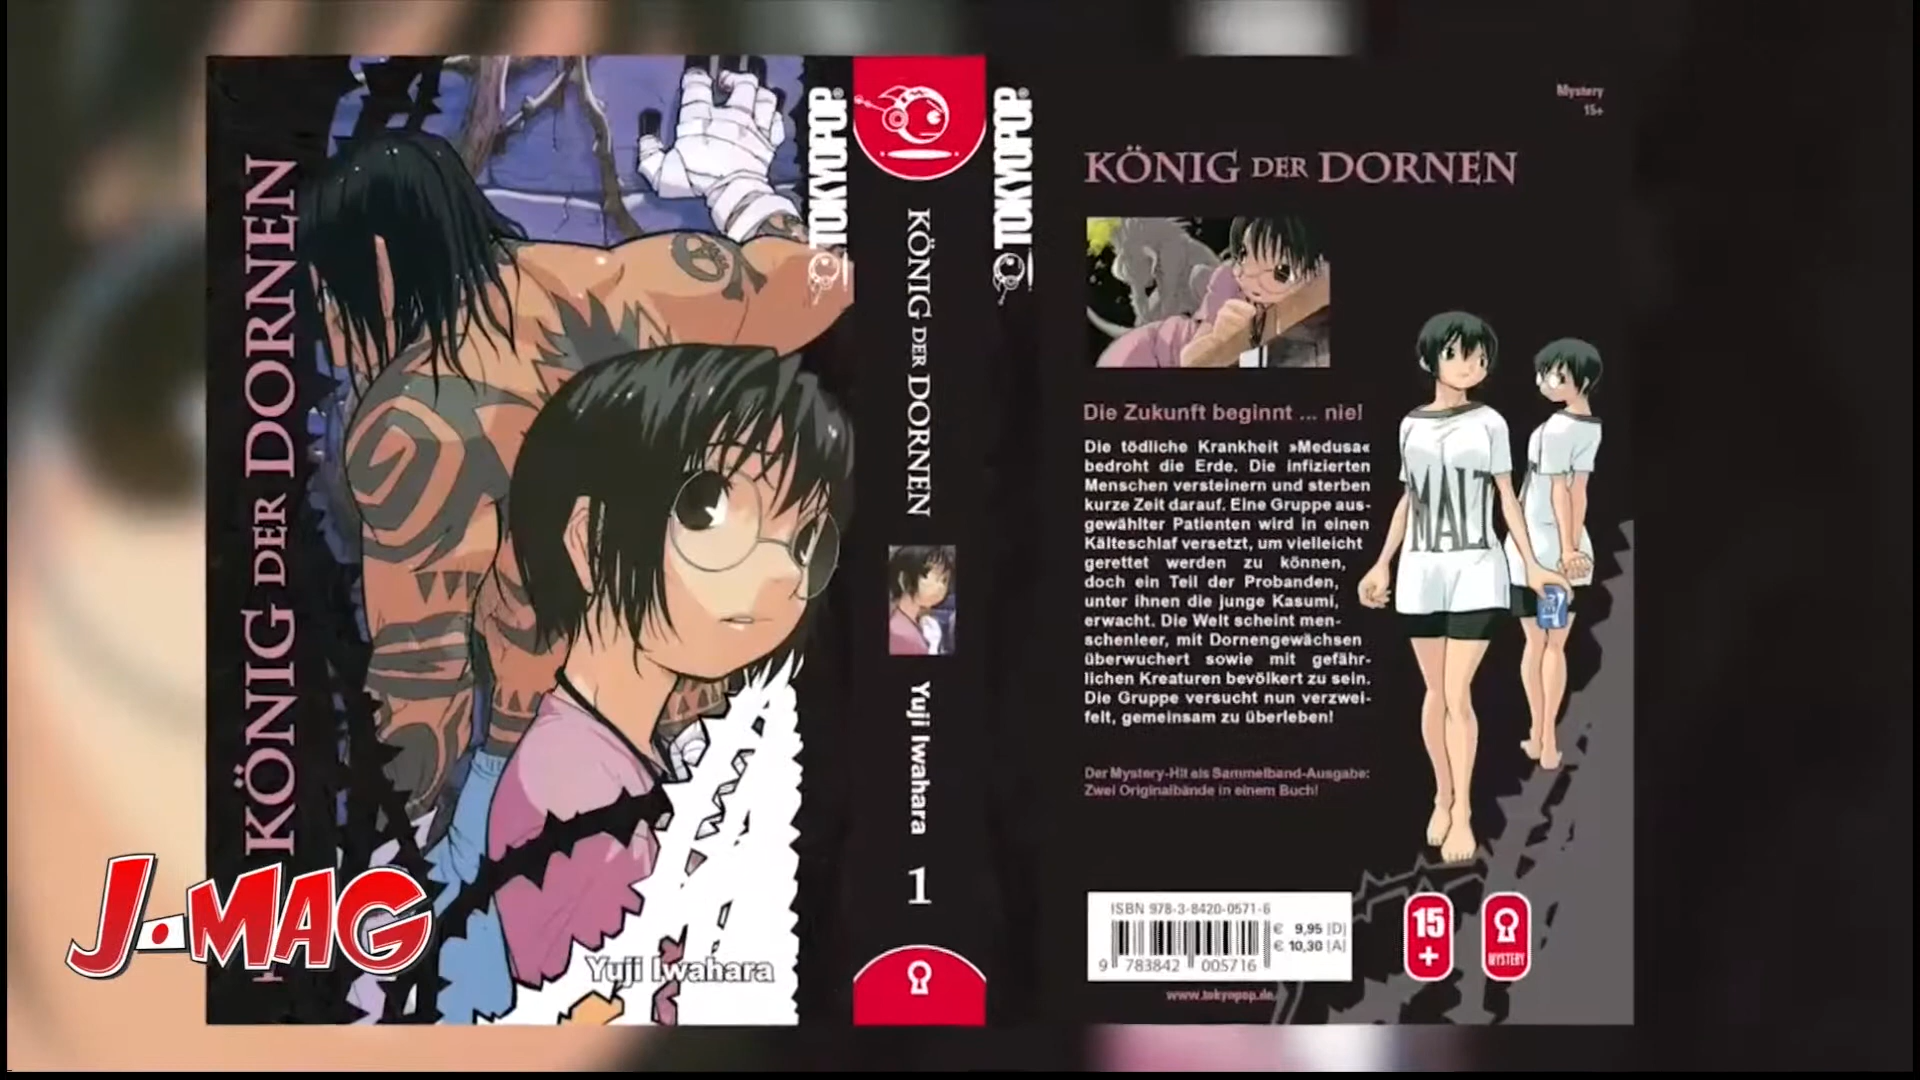 1 KÖNIG DER DORNEN
TOKYOPOP®
Yuji Iwahara
KÖNIG DER DORNEN
Yuji Iwahara
1
TOKYOPOP®
Mystery
15+
KÖNIG DER DORNEN
Die Zukunft beginnt ... nie!
Die tödliche Krankheit »Medusa«
bedroht die Erde. Die infizierten
Menschen versteinern und sterben
kurze Zeit darauf. Eine Gruppe aus-
gewählter Patienten wird in einen
Kälteschlaf versetzt, um vielleicht
gerettet werden zu können,
doch ein Teil der Probanden,
unter ihnen die junge Kasumi,
erwacht. Die Welt scheint men-
schenleer, mit Dornengewächsen
überwuchert sowie mit gefähr-
lichen Kreaturen bevölkert zu sein.
Die Gruppe versucht nun verzwei-
felt, gemeinsam zu überleben!
MALT
Der Mystery-Hit als Sammelband-Ausgabe:
Zwei Originalbände in einem Buch!
ISBN 978-3-8420-0571-6
€ 9,95 [D]
€ 10,30 [A]
9 783842 005716
www.tokyopop.de
15
+
MYSTERY
J-MAG